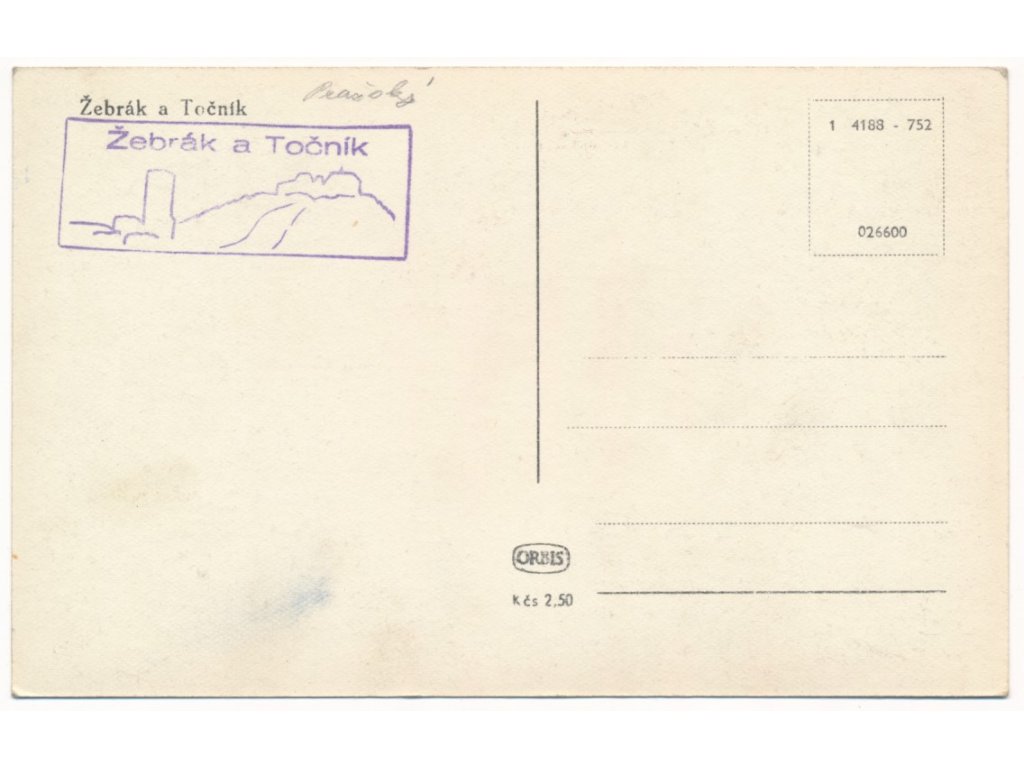 Žebrák a Točník
Žebrák a Točník
1 4188 - 752
026600
ORBIS
Kčs 2,50